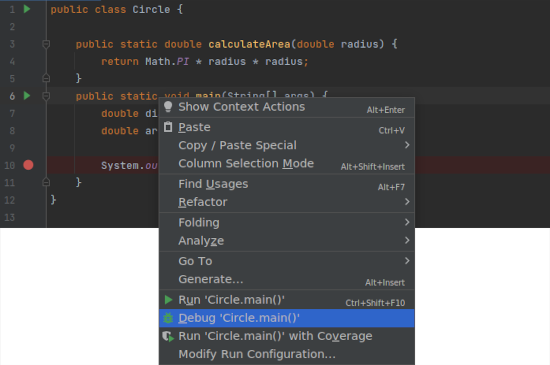 1 public class Circle {
2
3 public static double calculateArea(double radius) {
4 return Math.PI * radius * radius;
5 }
6 public static void main(String[] args) {
7 double di
8 double ar
9
10 System.ou
11 }
12 }
13
Show Context Actions Alt+Enter
Paste Ctrl+V
Copy / Paste Special
Column Selection Mode Alt+Shift+Insert
Find Usages Alt+F7
Refactor
Folding
Analyze
Go To
Generate... Alt+Insert
Run 'Circle.main()' Ctrl+Shift+F10
Debug 'Circle.main()'
Run 'Circle.main()' with Coverage
Modify Run Configuration...